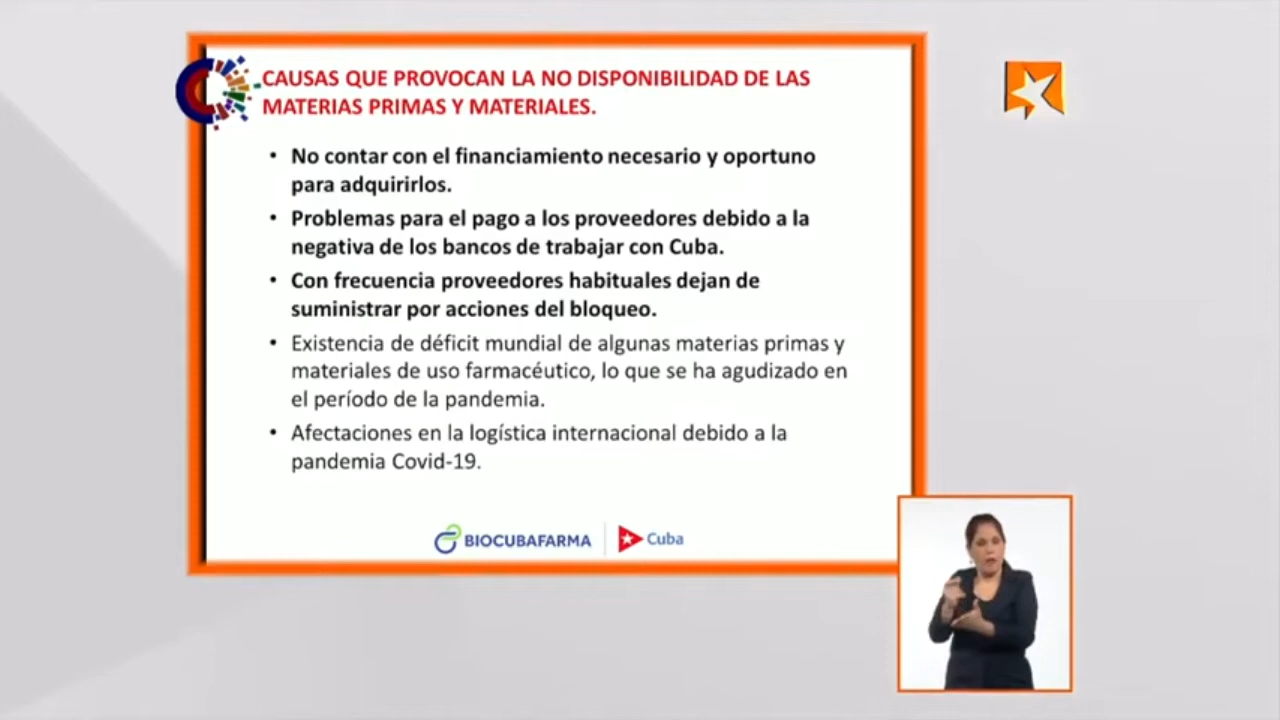 CAUSAS QUE PROVOCAN LA NO DISPONIBILIDAD DE LAS
MATERIAS PRIMAS Y MATERIALES.
• No contar con el financiamiento necesario y oportuno
para adquirirlos.
• Problemas para el pago a los proveedores debido a la
negativa de los bancos de trabajar con Cuba.
• Con frecuencia proveedores habituales dejan de
suministrar por acciones del bloqueo.
• Existencia de déficit mundial de algunas materias primas y
materiales de uso farmacéutico, lo que se ha agudizado en
el período de la pandemia.
• Afectaciones en la logística internacional debido a la
pandemia Covid-19.
BIOCUBAFARMA
Cuba